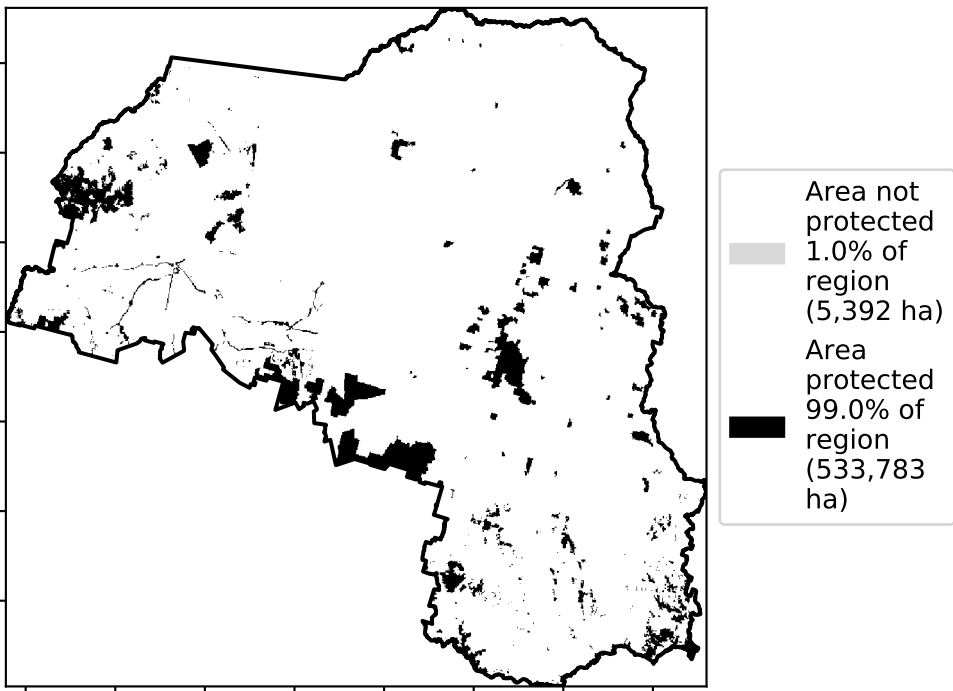 Area not
protected
1.0% of
region
(5,392 ha)
Area
protected
99.0% of
region
(533,783
ha)